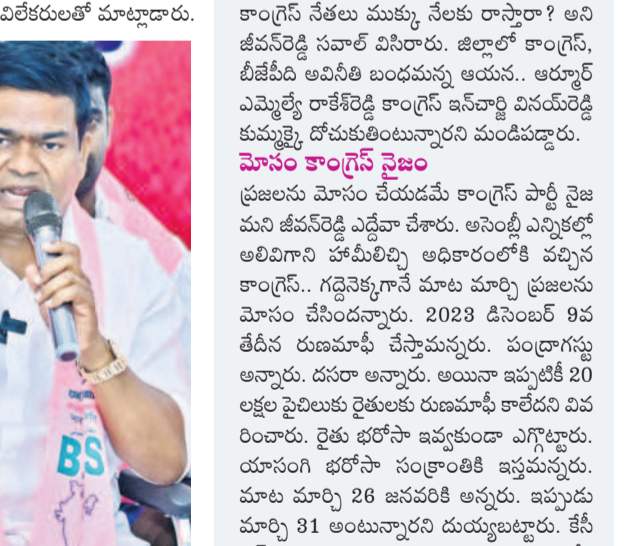 విలేకరులతో మాట్లాడారు.
BS
కాంగ్రెస్ నేతలు ముక్కు నేలకు రాస్తారా? అని
జీవన్‌రెడ్డి సవాల్ విసిరారు. జిల్లాలో కాంగ్రెస్,
బీజేపీది అవినీతి బంధమన్న ఆయన.. ఆర్మూర్
ఎమ్మెల్యే రాకేశ్‌రెడ్డి కాంగ్రెస్ ఇన్‌చార్జి వినయ్‌రెడ్డి
కుమ్మక్కై దోచుకుతింటున్నారని మండిపడ్డారు.
మోసం కాంగ్రెస్ నైజం
ప్రజలను మోసం చేయడమే కాంగ్రెస్ పార్టీ నైజ
మని జీవన్‌రెడ్డి ఎద్దేవా చేశారు. అసెంబ్లీ ఎన్నికల్లో
అలివిగాని హామీలిచ్చి అధికారంలోకి వచ్చిన
కాంగ్రెస్.. గద్దెనెక్కగానే మాట మార్చి ప్రజలను
మోసం చేసిందన్నారు. 2023 డిసెంబర్ 9వ
తేదీన రుణమాఫీ చేస్తామన్నరు. పంద్రాగస్టు
అన్నారు. దసరా అన్నారు. అయినా ఇప్పటికీ 20
లక్షల పైచిలుకు రైతులకు రుణమాఫీ కాలేదని వివ
రించారు. రైతు భరోసా ఇవ్వకుండా ఎగ్గొట్టారు.
యాసంగి భరోసా సంక్రాంతికి ఇస్తమన్నరు.
మాట మార్చి 26 జనవరికి అన్నరు. ఇప్పుడు
మార్చి 31 అంటున్నారని దుయ్యబట్టారు. కేసీ